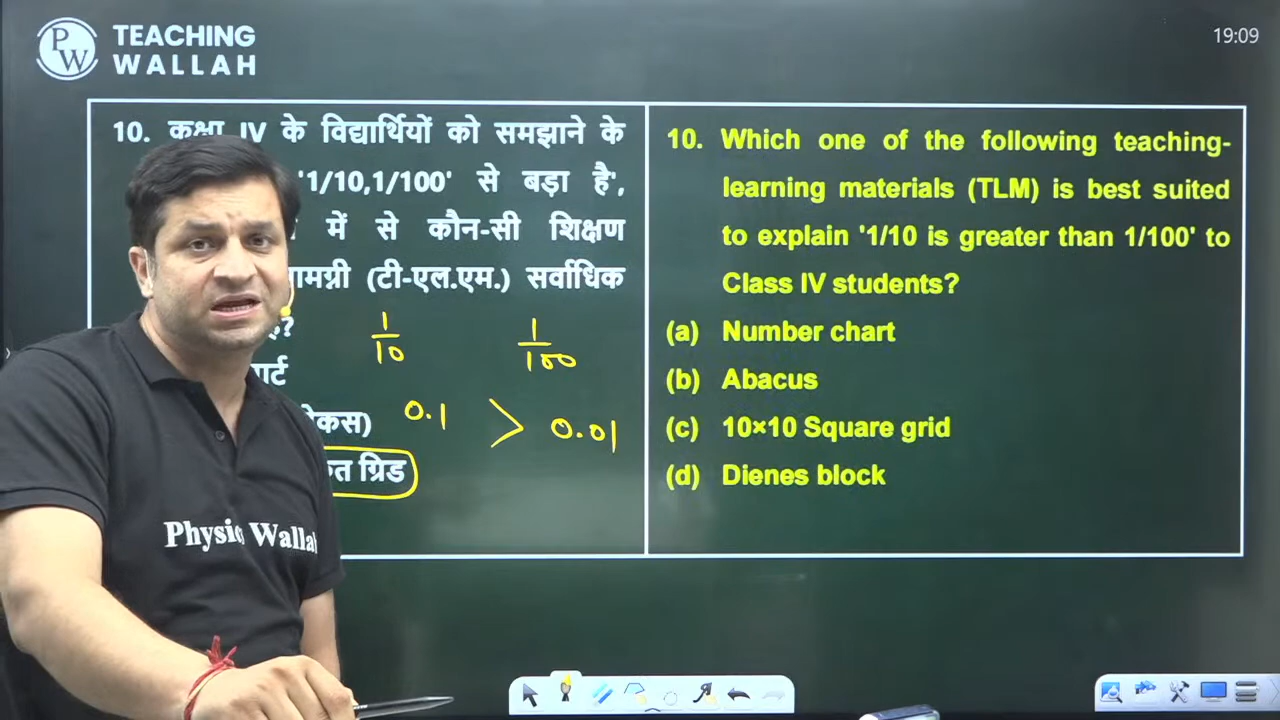 TEACHING
WALLAH
19:09
10. कक्षा IV के विद्यार्थियों को समझाने के
'1/10,1/100' से बड़ा है',
में से कौन-सी शिक्षण
(टी-एल.एम.) सर्वाधिक
1/10 1/100
0.1 > 0.01
ग्रिड
10. Which one of the following teaching-
learning materials (TLM) is best suited
to explain '1/10 is greater than 1/100' to
Class IV students?
(a) Number chart
(b) Abacus
(c) 10×10 Square grid
(d) Dienes block
Physics Wallah